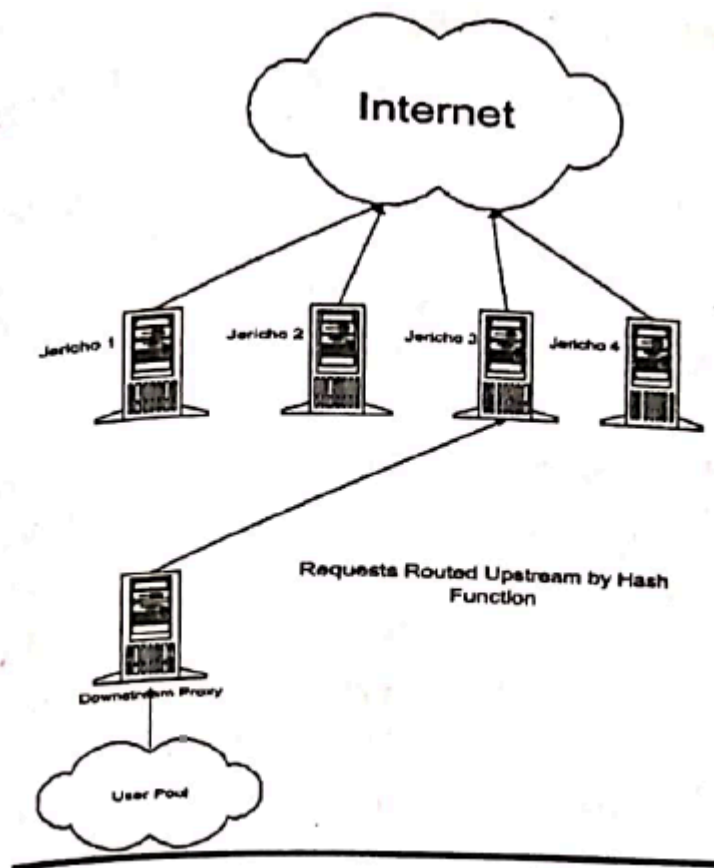 Internet
Jericho 1
Jericho 2
Jericho 3
Jericho 4
Requests Routed Upstream by Hash
Function
Downstream Proxy
User Pool